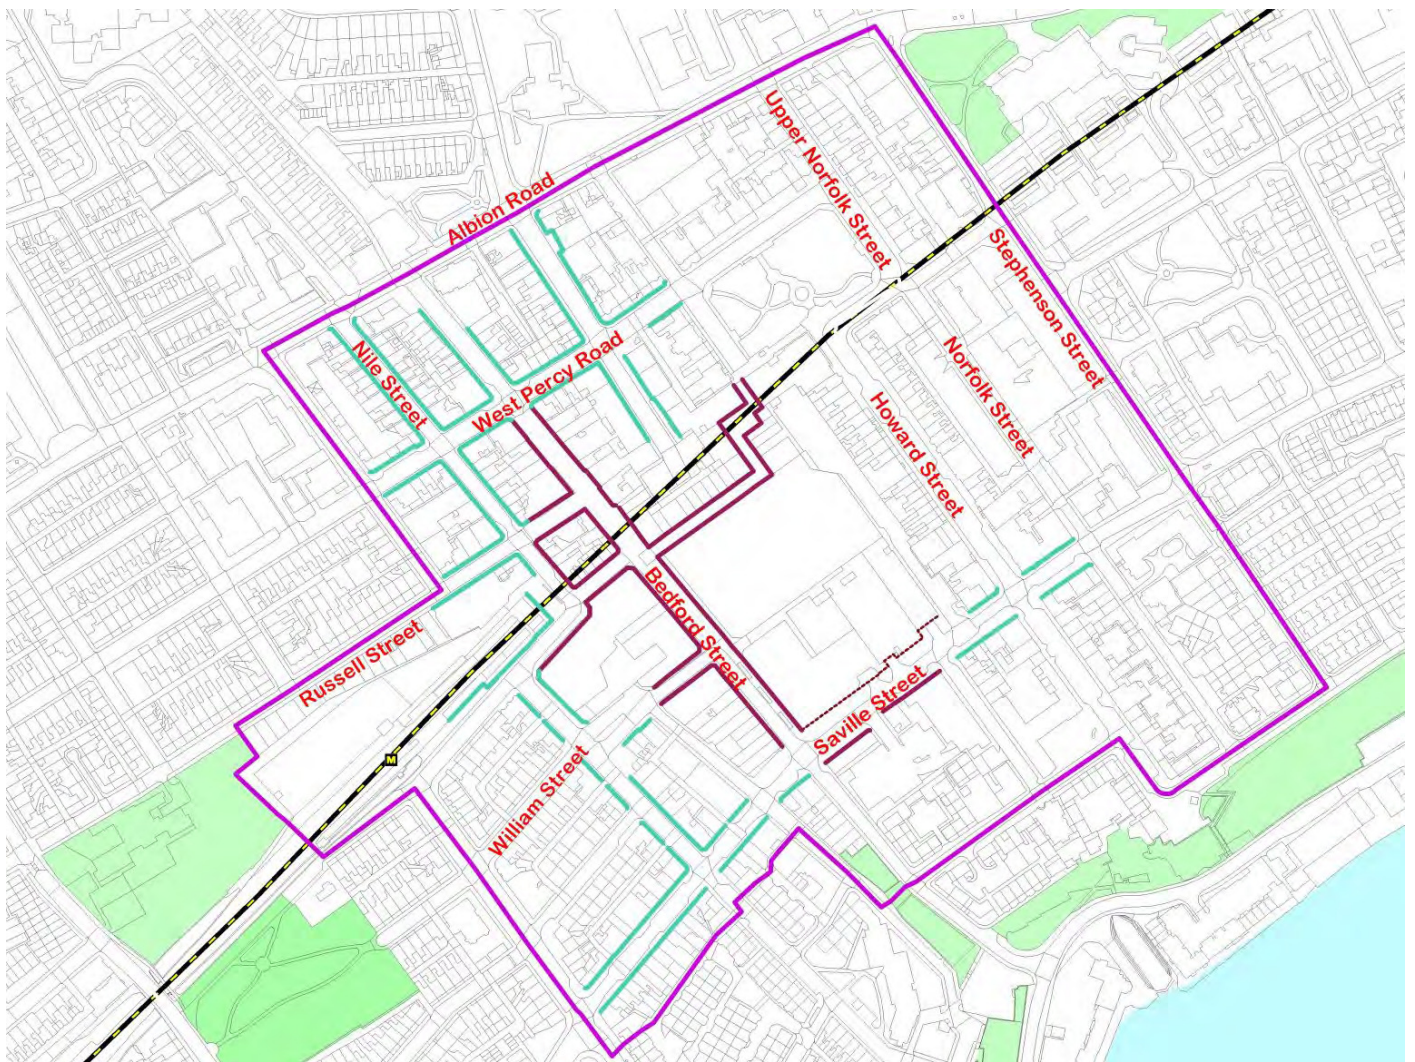 Upper Norfolk Street
Albion Road
Stephenson Street
Nile Street
West Percy Road
Norfolk Street
Howard Street
Bedford Street
Russell Street
Saville Street
M
William Street